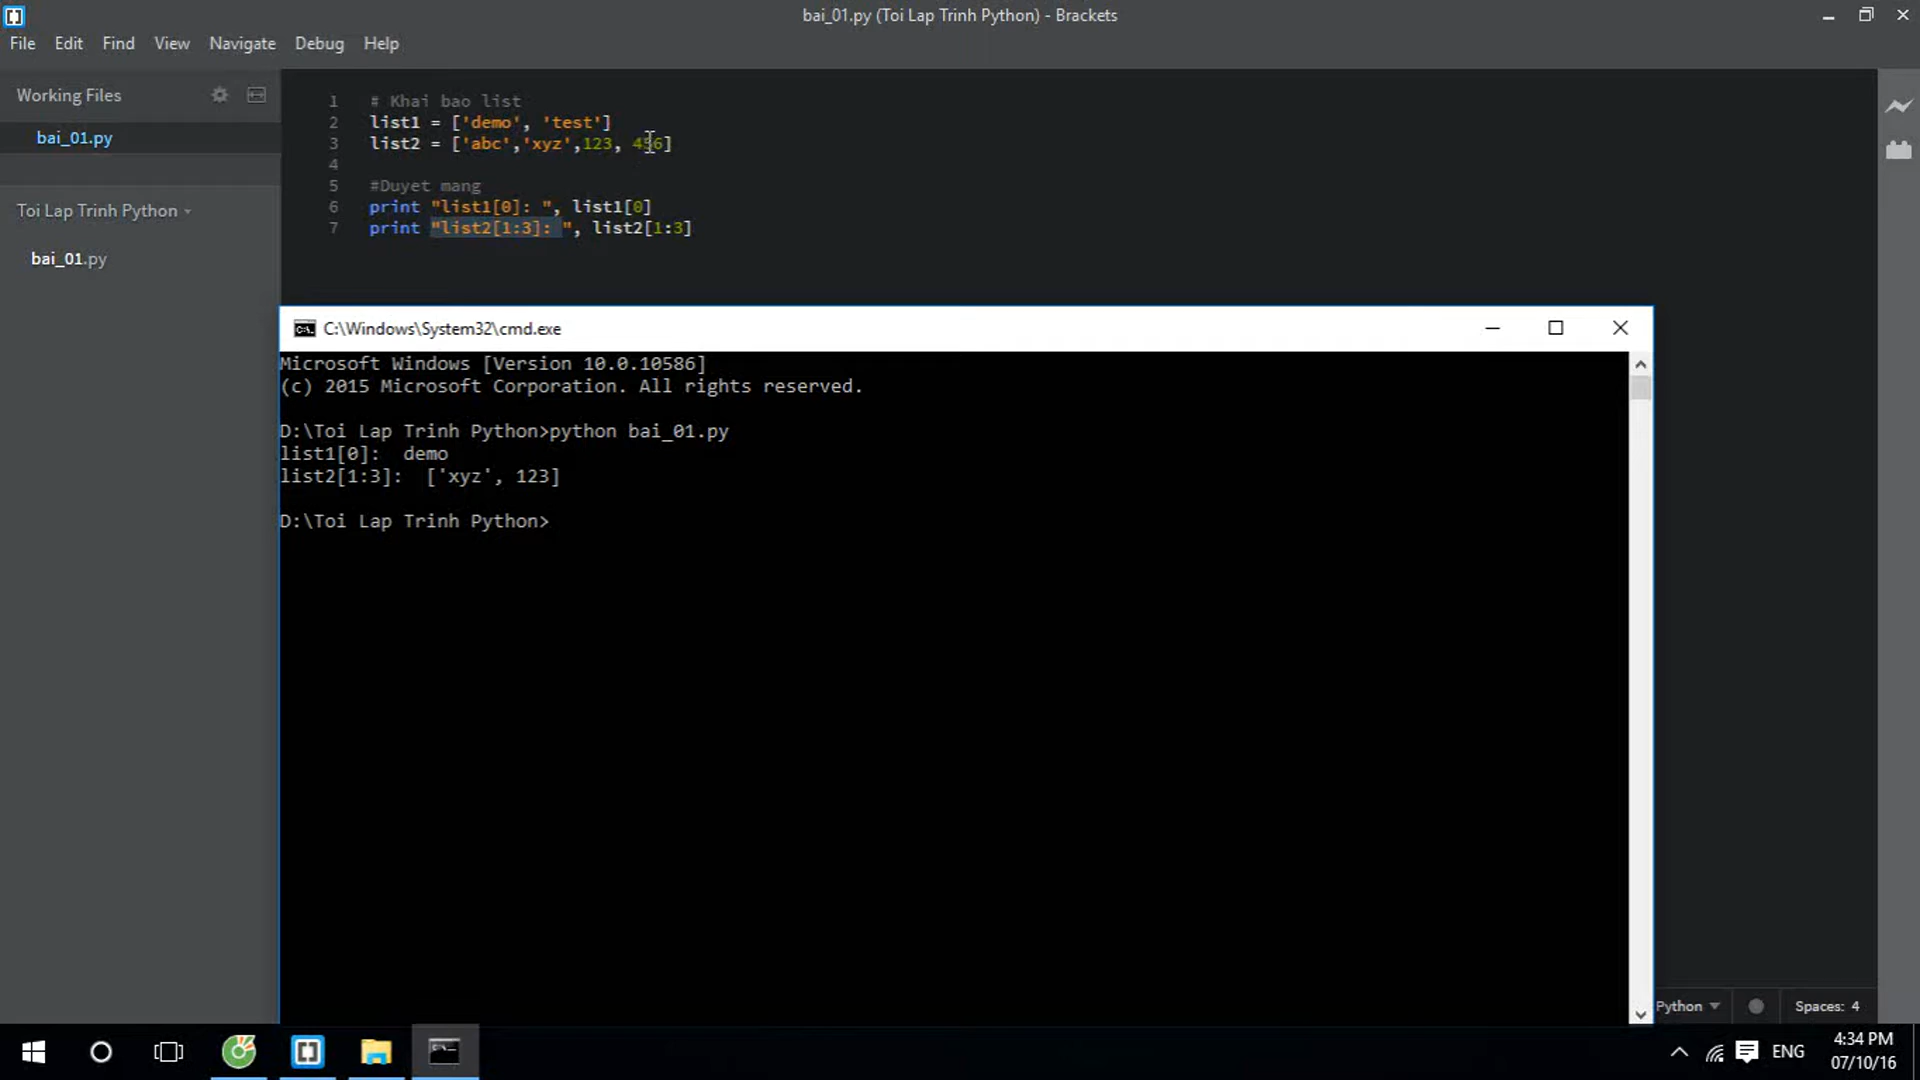 bai_01.py (Toi Lap Trinh Python) - Brackets
File Edit Find View Navigate Debug Help
Working Files
bai_01.py
Toi Lap Trinh Python
bai_01.py
1 # Khai bao list
2 list1 = ['demo', 'test']
3 list2 = ['abc','xyz',123, 456]
4
5 #Duyet mang
6 print "list1[0]: ", list1[0]
7 print "list2[1:3]: ", list2[1:3]
C:\Windows\System32\cmd.exe
Microsoft Windows [Version 10.0.10586]
(c) 2015 Microsoft Corporation. All rights reserved.
D:\Toi Lap Trinh Python>python bai_01.py
list1[0]:  demo
list2[1:3]:  ['xyz', 123]
D:\Toi Lap Trinh Python>
Python Spaces: 4
ENG
4:34 PM
07/10/16